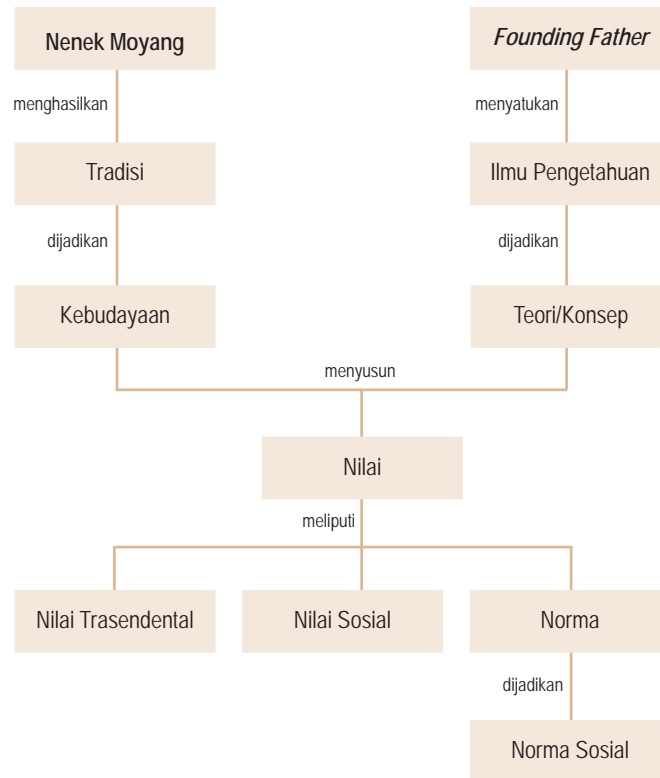 Nenek Moyang
Founding Father
menghasilkan
menyatukan
Tradisi
Ilmu Pengetahuan
dijadikan
dijadikan
Kebudayaan
Teori/Konsep
menyusun
Nilai
meliputi
Nilai Trasendental
Nilai Sosial
Norma
dijadikan
Norma Sosial